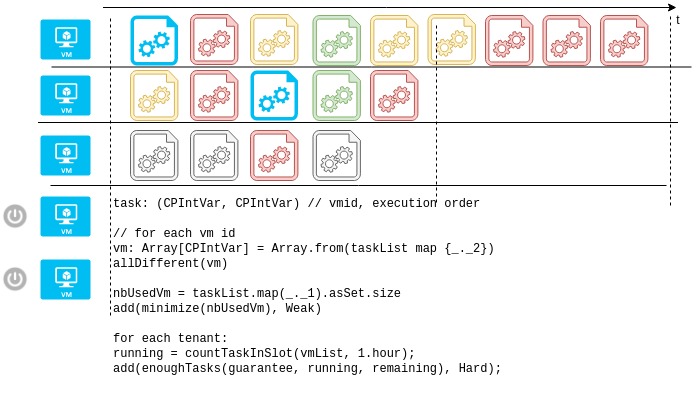 t
VM
VM
VM
VM
task: (CPIntVar, CPIntVar) // vmid, execution order
// for each vm id
vm: Array[CPIntVar] = Array.from(taskList map {_._2})
allDifferent(vm)
VM
nbUsedVm = taskList.map(_._1).asSet.size
add(minimize(nbUsedVm), Weak)
for each tenant:
running = countTaskInSlot(vmList, 1.hour);
add(enoughTasks(guarantee, running, remaining), Hard);